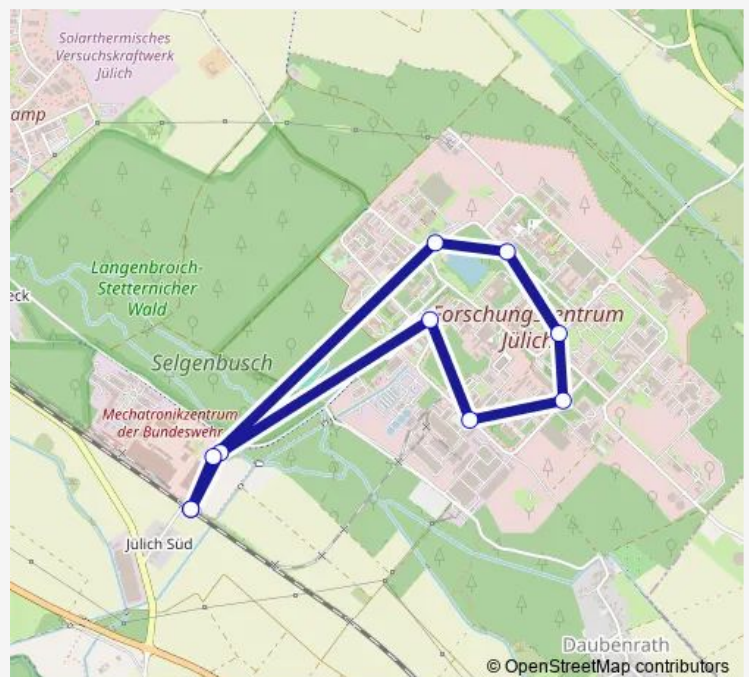 Solarthermisches
Versuchskraftwerk
Jülich
amp
Langenbroich-
Stetternicher
Wald
eck
Forschungszentrum
Jülich
Selgenbusch
Mechatronikzentrum
der Bundeswehr
Jülich Süd
Daubenrath
© OpenStreetMap contributors